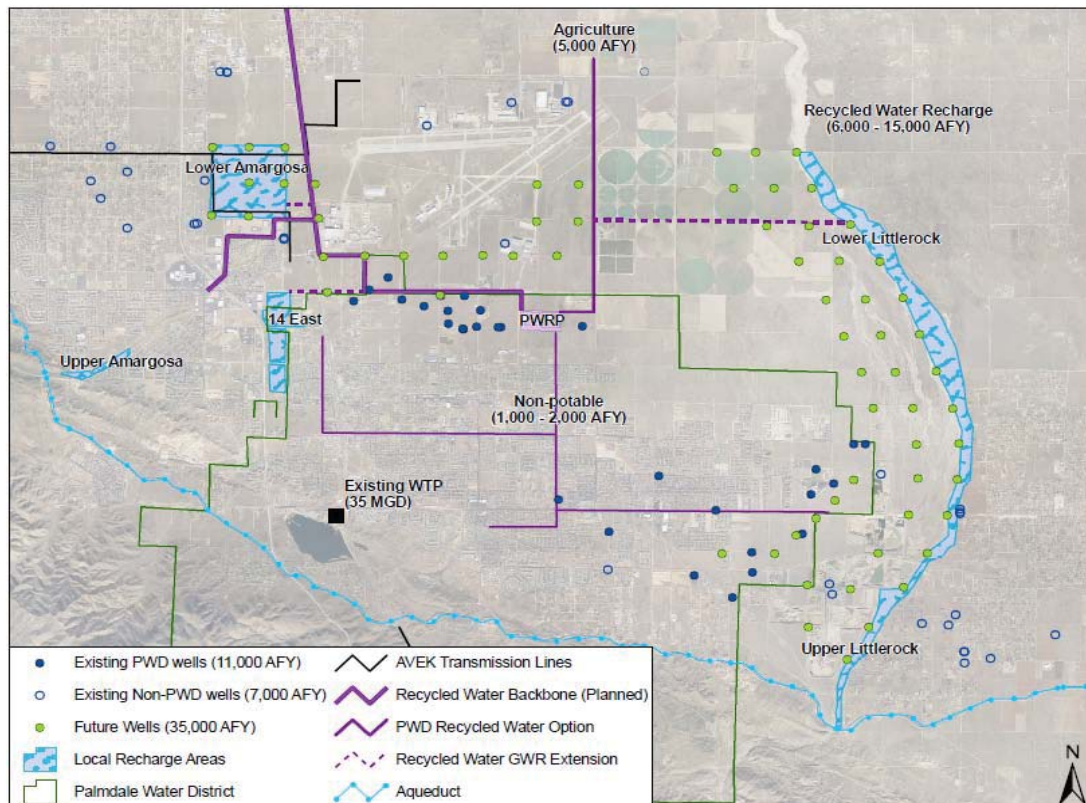 Agriculture
(5,000 AFY)
Recycled Water Recharge
(6,000 - 15,000 AFY)
Lower Amargosa
Lower Littlerock
14 East
PWRP
Upper Amargosa
Non-potable
(1,000 - 2,000 AFY)
Existing WTP
(35 MGD)
Upper Littlerock
Existing PWD wells (11,000 AFY)
Existing Non-PWD wells (7,000 AFY)
Future Wells (35,000 AFY)
Local Recharge Areas
Palmdale Water District
AVEK Transmission Lines
Recycled Water Backbone (Planned)
PWD Recycled Water Option
Recycled Water GWR Extension
Aqueduct
N